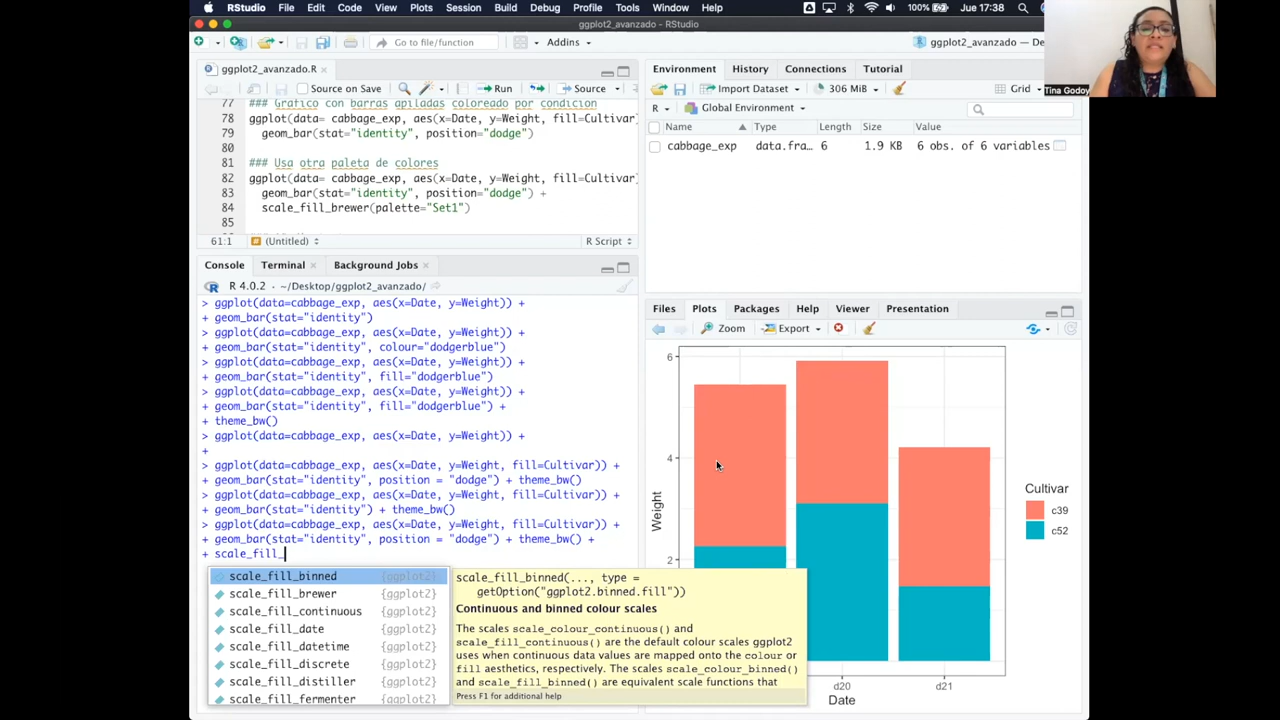 RStudio File Edit Code View Plots Session Build Debug Profile Tools Window Help 100% Jue 17:38
ggplot2_avanzado - RStudio
Go to file/function Addins ggplot2_avanzado — De
Tina Godoy
ggplot2_avanzado.R
Source on Save Run Source
77 ### Gráfico con barras apiladas coloreado por condición
78 ggplot(data= cabbage_exp, aes(x=Date, y=Weight, fill=Cultivar)
79 geom_bar(stat="identity", position="dodge")
80
81 ### Usa otra paleta de colores
82 ggplot(data= cabbage_exp, aes(x=Date, y=Weight, fill=Cultivar)
83 geom_bar(stat="identity", position="dodge") +
84 scale_fill_brewer(palette="Set1")
85
61:1 (Untitled) R Script
Console Terminal Background Jobs
R 4.0.2 · ~/Desktop/ggplot2_avanzado/
> ggplot(data=cabbage_exp, aes(x=Date, y=Weight)) +
+ geom_bar(stat="identity")
> ggplot(data=cabbage_exp, aes(x=Date, y=Weight)) +
+ geom_bar(stat="identity", colour="dodgerblue")
> ggplot(data=cabbage_exp, aes(x=Date, y=Weight)) +
+ geom_bar(stat="identity", fill="dodgerblue")
> ggplot(data=cabbage_exp, aes(x=Date, y=Weight)) +
+ geom_bar(stat="identity", fill="dodgerblue") +
+ theme_bw()
> ggplot(data=cabbage_exp, aes(x=Date, y=Weight)) +
+
> ggplot(data=cabbage_exp, aes(x=Date, y=Weight, fill=Cultivar)) +
+ geom_bar(stat="identity", position = "dodge") + theme_bw()
> ggplot(data=cabbage_exp, aes(x=Date, y=Weight, fill=Cultivar)) +
+ geom_bar(stat="identity") + theme_bw()
> ggplot(data=cabbage_exp, aes(x=Date, y=Weight, fill=Cultivar)) +
+ geom_bar(stat="identity", position = "dodge") + theme_bw() +
+ scale_fill_
scale_fill_binned {ggplot2}
scale_fill_brewer {ggplot2}
scale_fill_continuous {ggplot2}
scale_fill_date {ggplot2}
scale_fill_datetime {ggplot2}
scale_fill_discrete {ggplot2}
scale_fill_distiller {ggplot2}
scale_fill_fermenter {ggplot2}
scale_fill_binned(..., type =
getOption("ggplot2.binned.fill"))
Continuous and binned colour scales
The scales scale_colour_continuous() and
scale_fill_continuous() are the default colour scales ggplot2
uses when continuous data values are mapped onto the colour or
fill aesthetics, respectively. The scales scale_colour_binned()
and scale_fill_binned() are equivalent scale functions that
Press F1 for additional help
Environment History Connections Tutorial
Import Dataset 306 MiB Grid
R Global Environment
Name Type Length Size Value
cabbage_exp data.fra… 6 1.9 KB 6 obs. of 6 variables
Files Plots Packages Help Viewer Presentation
Zoom Export
6
4
2
Weight
d20 d21
Date
Cultivar
c39
c52